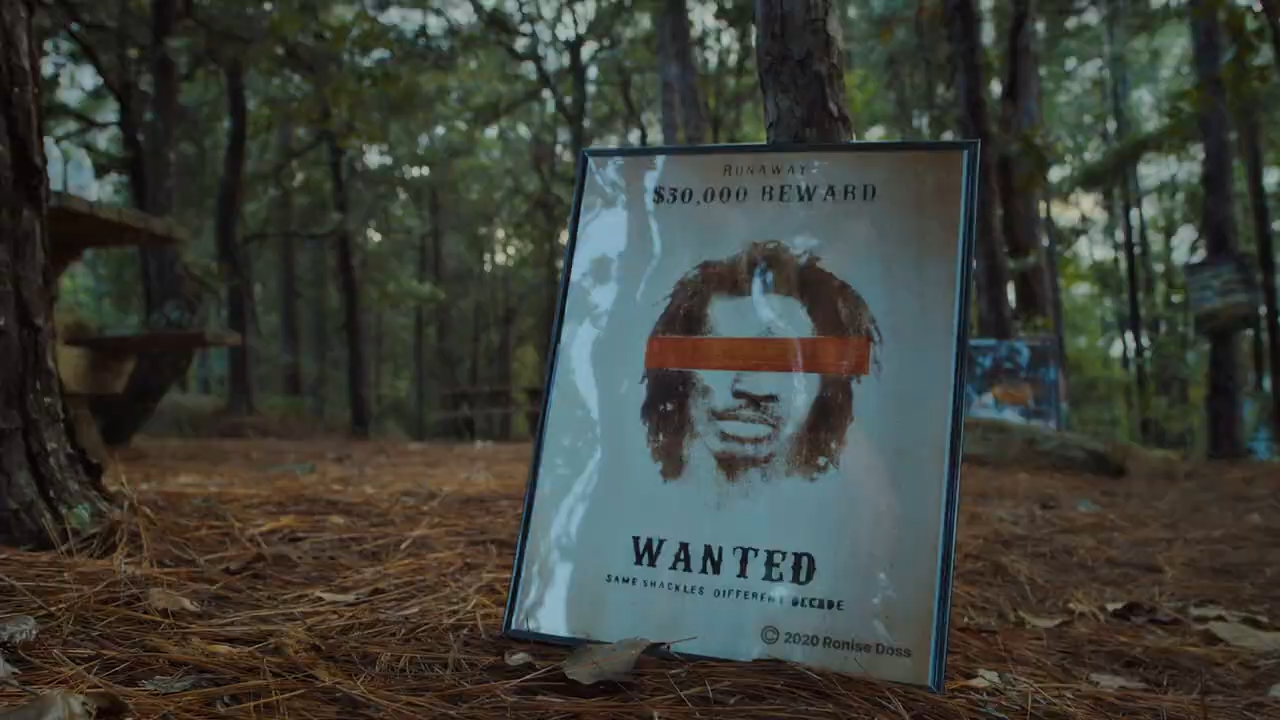 RUNAWAY
$30,000 REWARD
WANTED
SAME SHACKLES DIFFERENT DECADE
© 2020 Ronise Doss